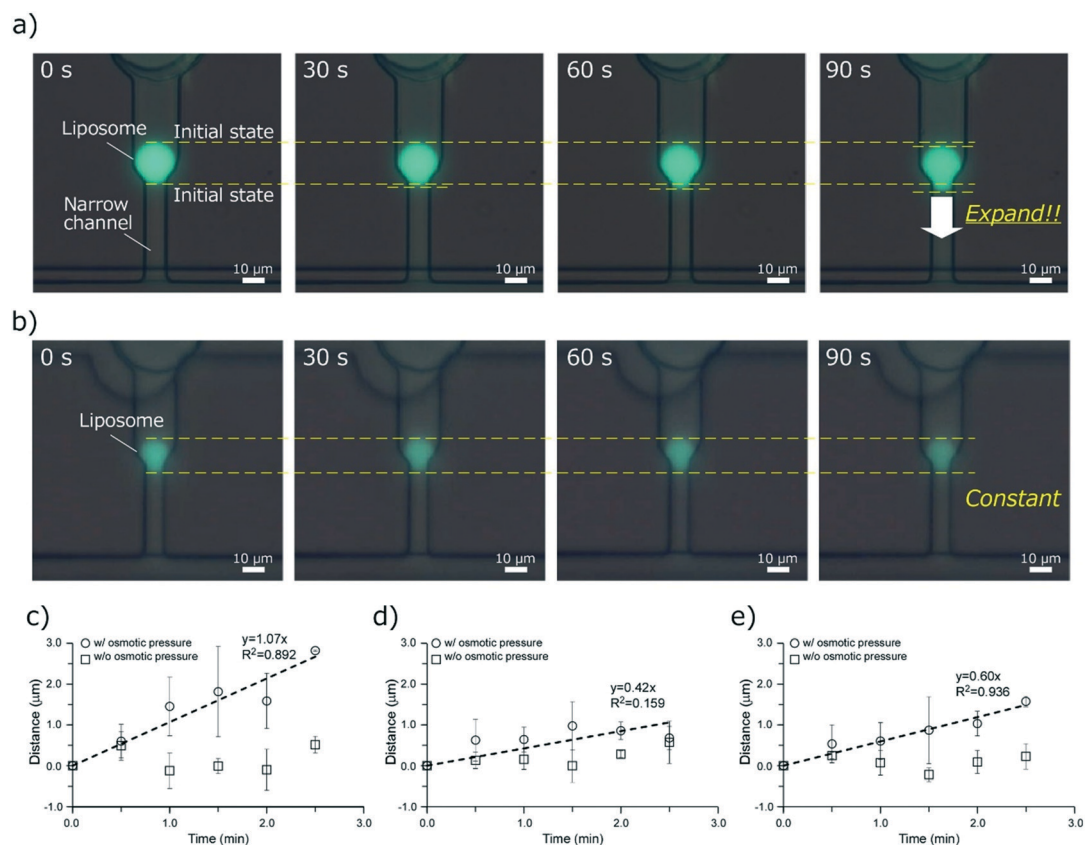 a)
0 s
30 s
60 s
90 s
Liposome
Initial state
Initial state
Narrow
channel
Expand!!
10 μm
10 μm
10 μm
10 μm
b)
0 s
30 s
60 s
90 s
Liposome
Constant
10 μm
10 μm
10 μm
10 μm
c)
w/ osmotic pressure
w/o osmotic pressure
y=1.07x
R²=0.892
3.0
2.0
1.0
0.0
-1.0
Distance (μm)
0.0
1.0
2.0
3.0
Time (min)
d)
w/ osmotic pressure
w/o osmotic pressure
y=0.42x
R²=0.159
3.0
2.0
1.0
0.0
-1.0
Distance (μm)
0.0
1.0
2.0
3.0
Time (min)
e)
w/ osmotic pressure
w/o osmotic pressure
y=0.60x
R²=0.936
3.0
2.0
1.0
0.0
-1.0
Distance (μm)
0.0
1.0
2.0
3.0
Time (min)